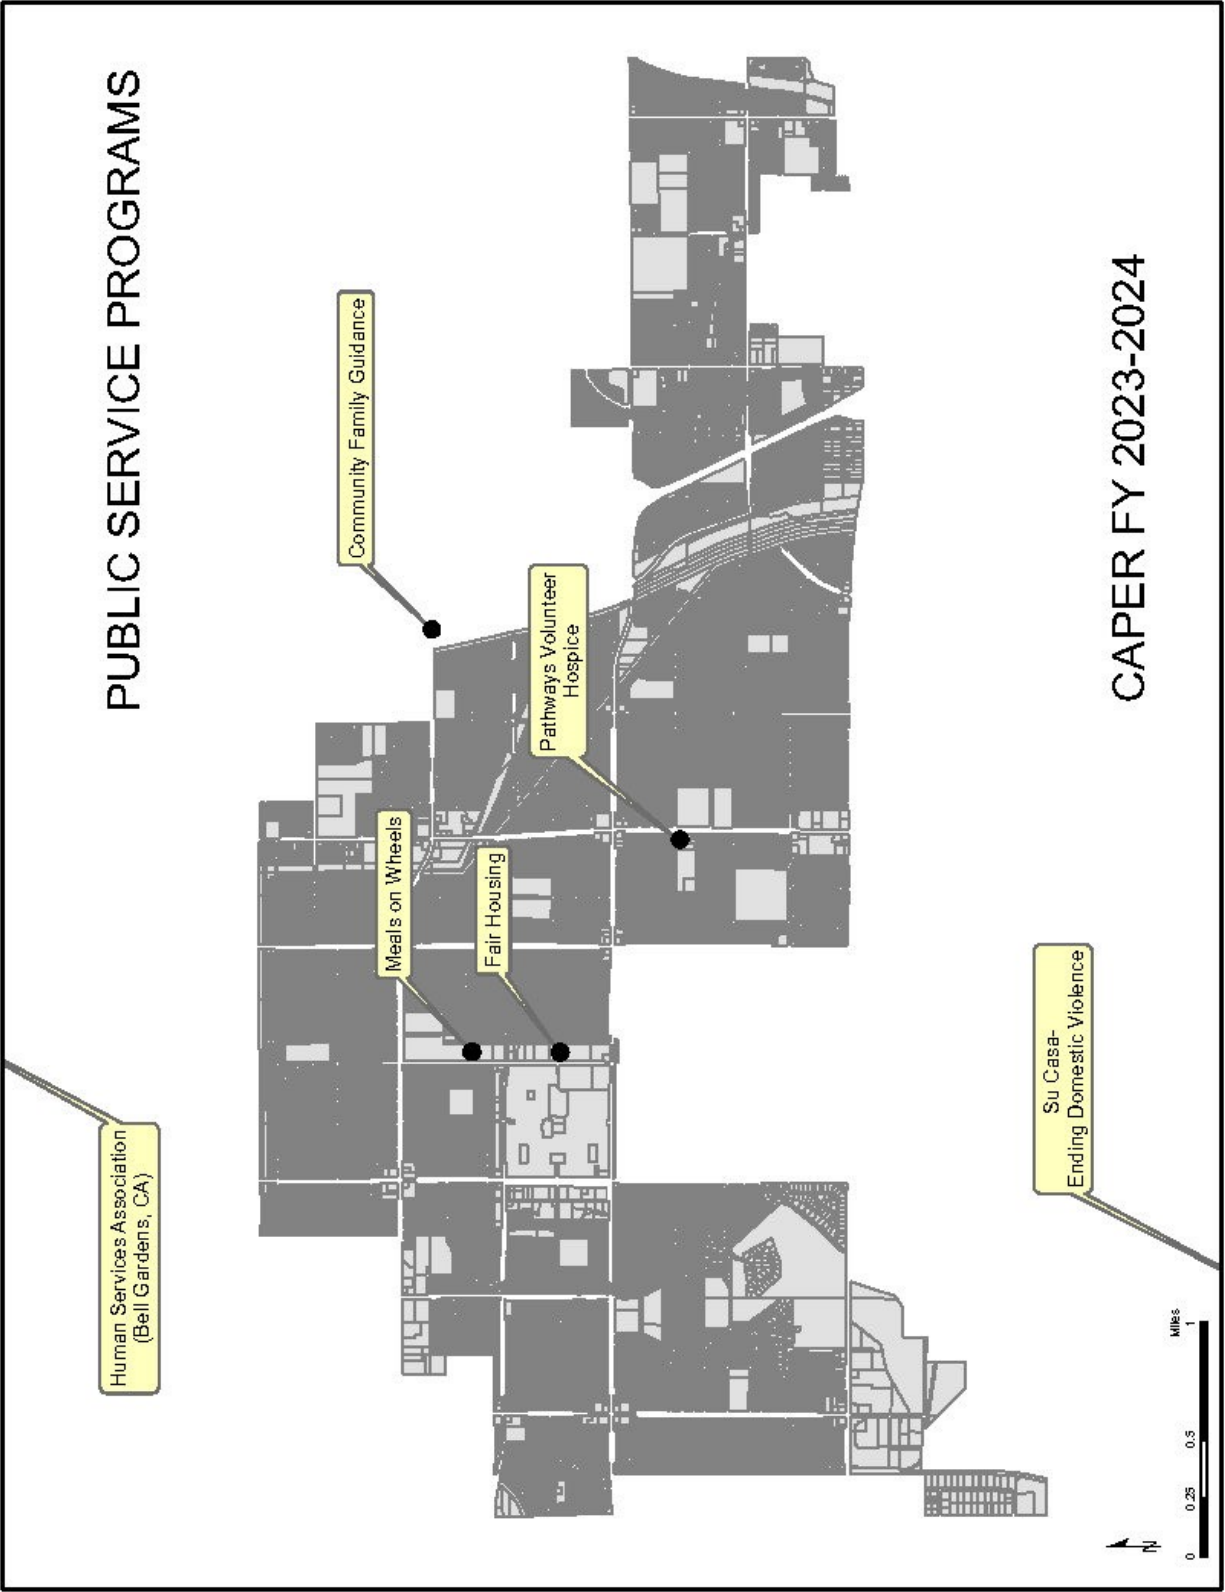 PUBLIC SERVICE PROGRAMS
Human Services Association
(Bell Gardens, CA)
Community Family Guidance
Meals on Wheels
Fair Housing
Pathways Volunteer
Hospice
Su Casa-
Ending Domestic Violence
CAPER FY 2023-2024
N
Miles
0 0.25 0.5 1